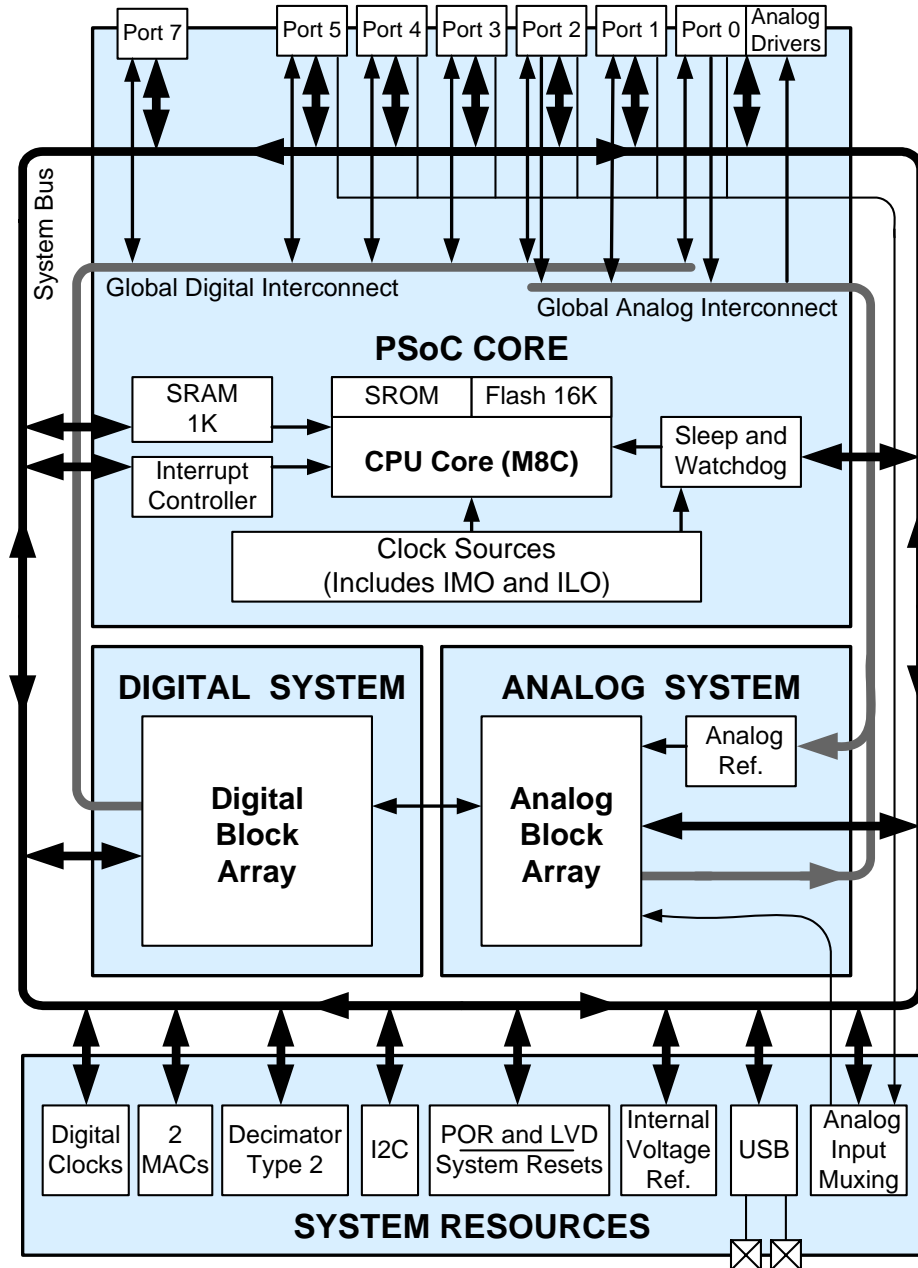 Port 7
Port 5
Port 4
Port 3
Port 2
Port 1
Port 0
Analog
Drivers
System Bus
Global Digital Interconnect
Global Analog Interconnect
PSoC CORE
SRAM
1K
SROM
Flash 16K
CPU Core (M8C)
Interrupt
Controller
Sleep and
Watchdog
Clock Sources
(Includes IMO and ILO)
DIGITAL SYSTEM
ANALOG SYSTEM
Digital
Block
Array
Analog
Block
Array
Analog
Ref.
Digital
Clocks
2
MACs
Decimator
Type 2
I2C
POR and LVD
System Resets
Internal
Voltage
Ref.
USB
Analog
Input
Muxing
SYSTEM RESOURCES